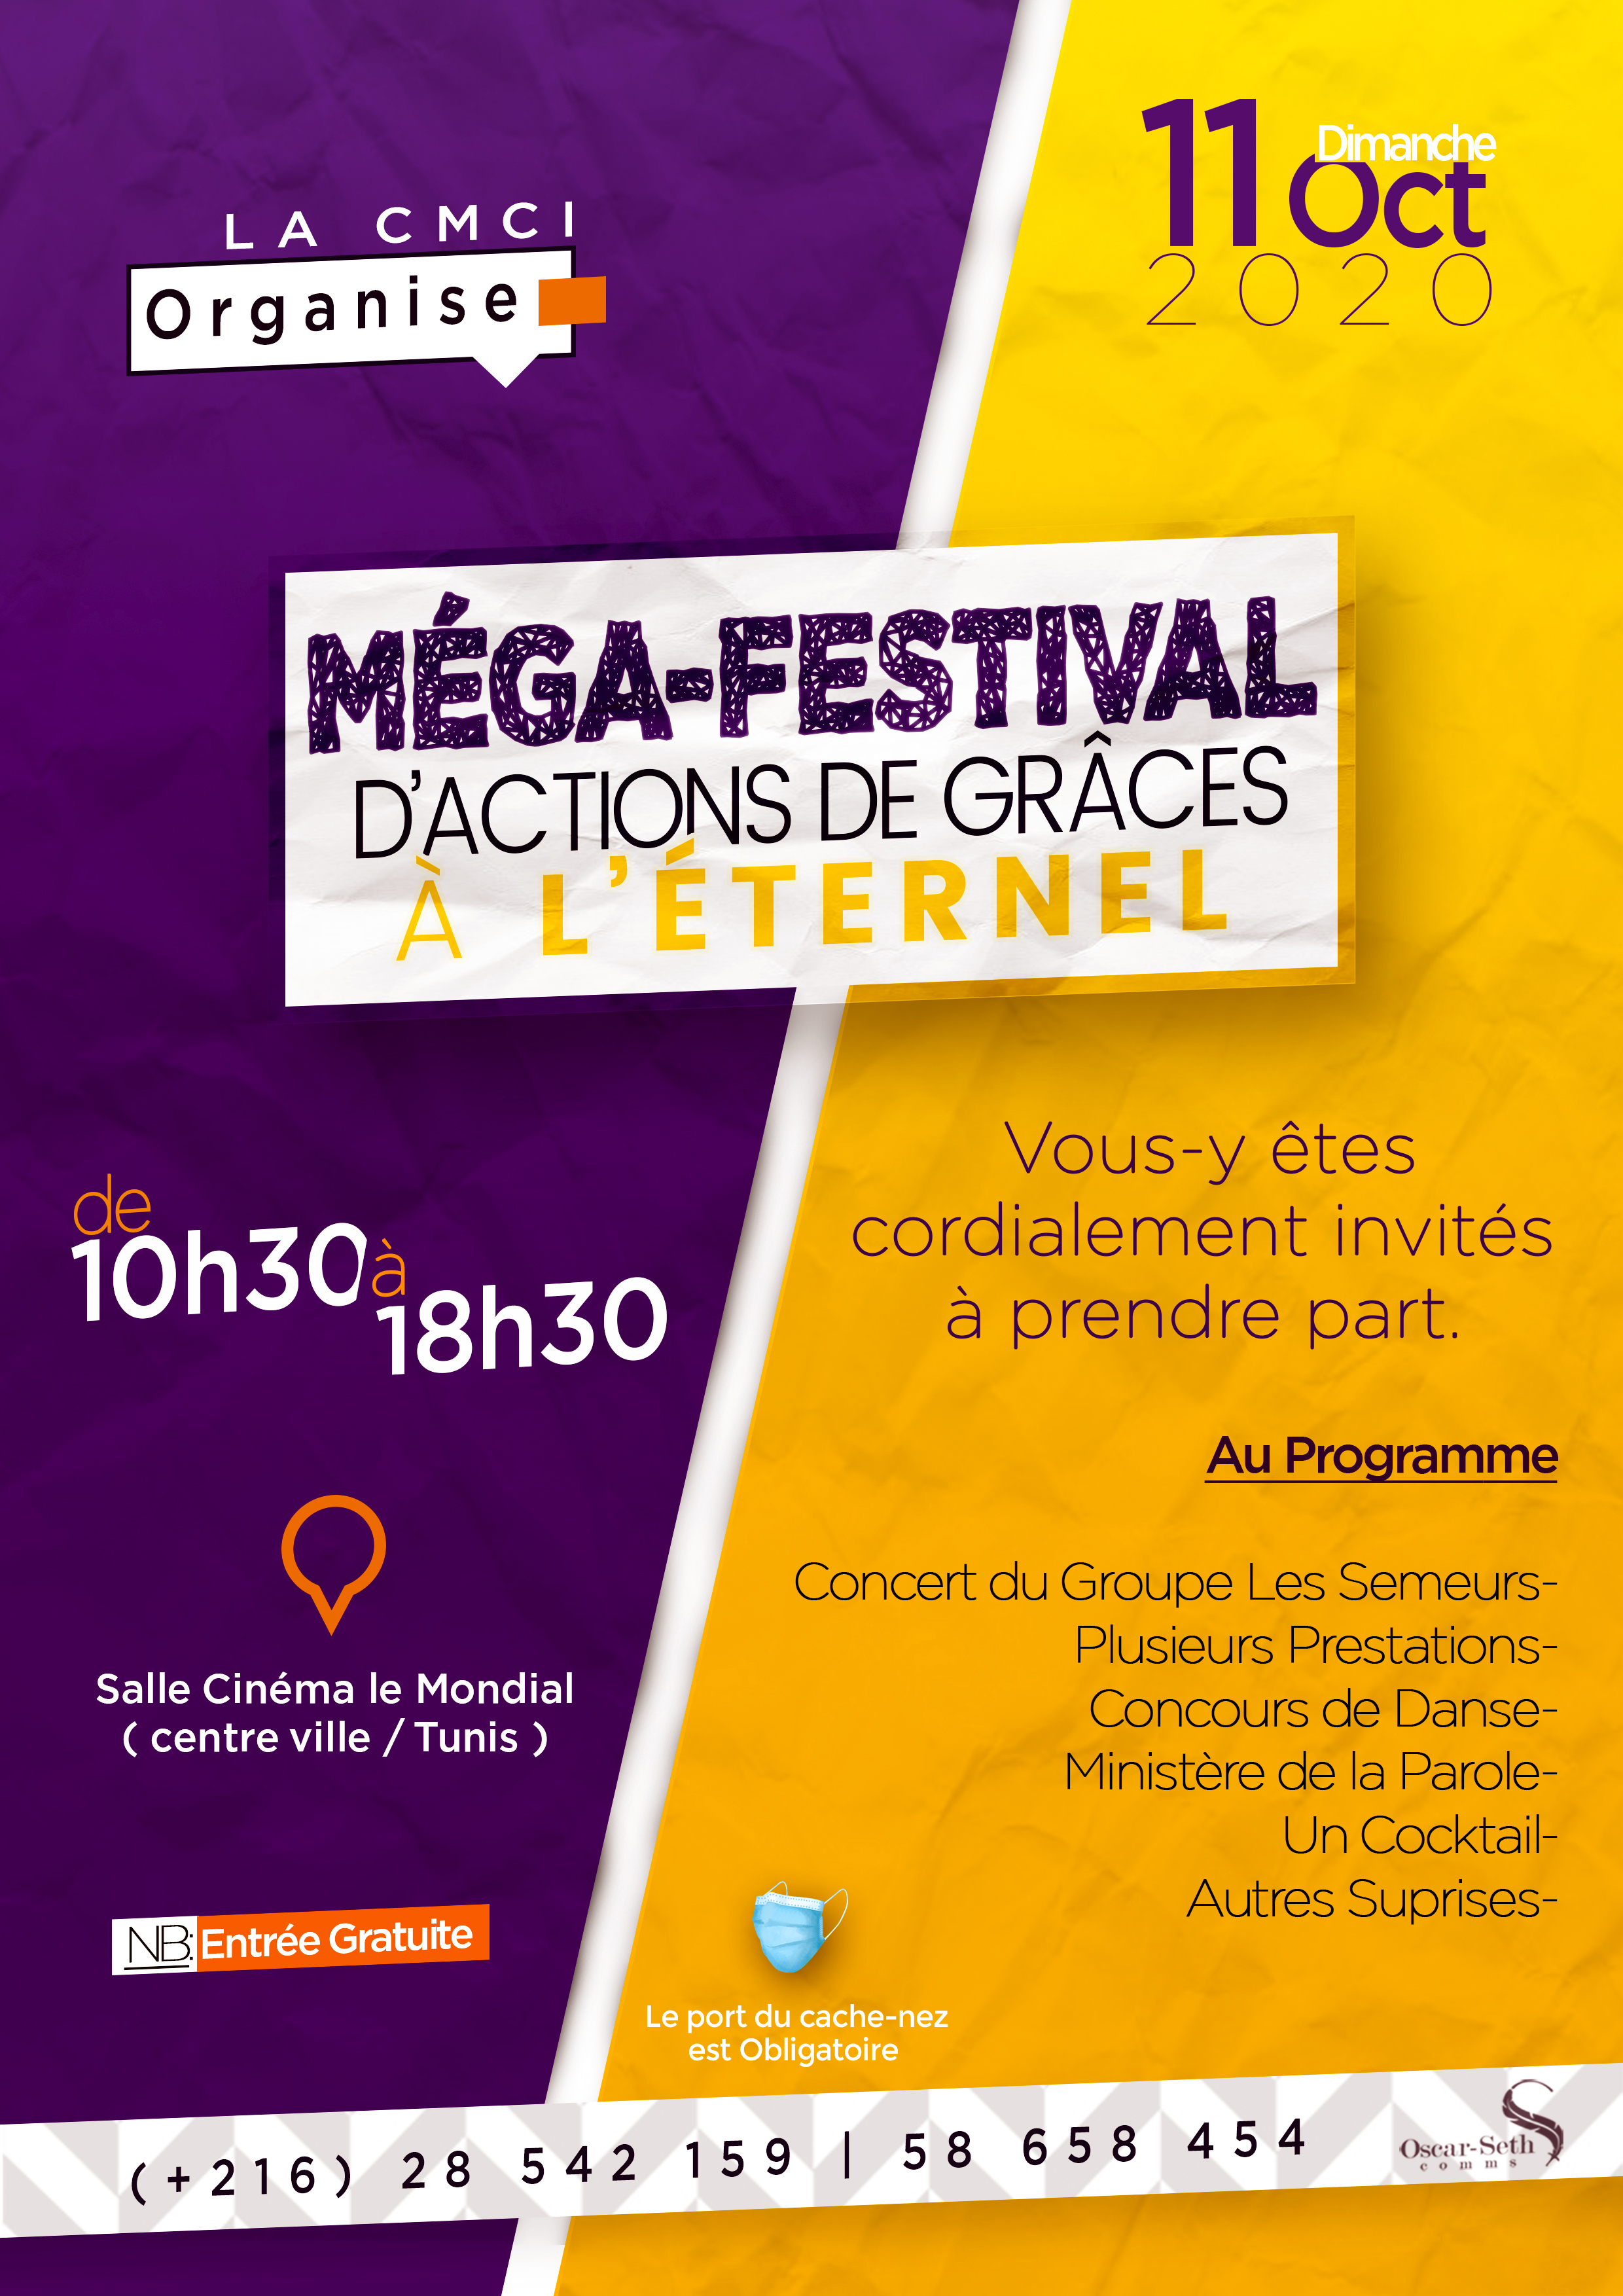 LA CMCI
Organise
11 Dimanche
Oct
2020
MÉGA-FESTIVAL
D'ACTIONS DE GRÂCES
À L'ÉTERNEL
de
10h30 à
18h30
Salle Cinéma le Mondial
( centre ville / Tunis )
NB: Entrée Gratuite
Vous-y êtes
cordialement invités
à prendre part.
Au Programme
Concert du Groupe Les Semeurs-
Plusieurs Prestations-
Concours de Danse-
Ministère de la Parole-
Un Cocktail-
Autres Suprises-
Le port du cache-nez
est Obligatoire
(+216) 28 542 159 | 58 658 454
Oscar-Seth
comms